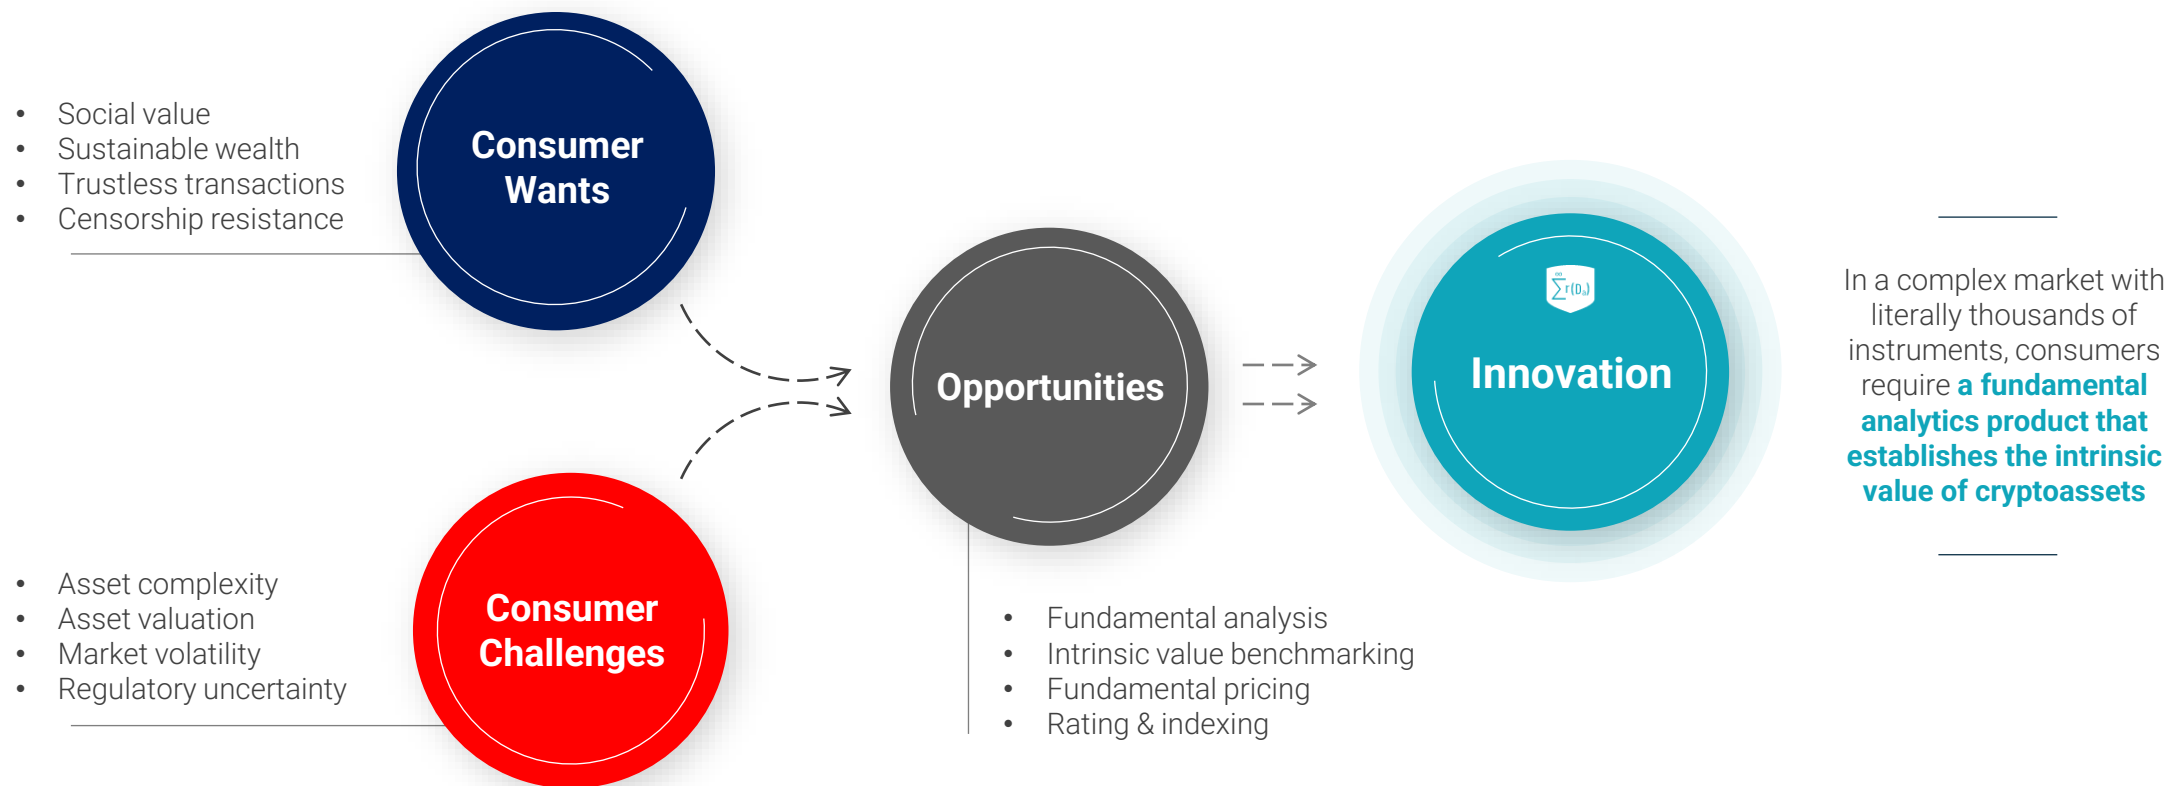 • Social value
• Sustainable wealth
• Trustless transactions
• Censorship resistance
Consumer
Wants
• Asset complexity
• Asset valuation
• Market volatility
• Regulatory uncertainty
Consumer
Challenges
Opportunities
• Fundamental analysis
• Intrinsic value benchmarking
• Fundamental pricing
• Rating & indexing
∞
∑r(Dₐ)
Innovation
In a complex market with
literally thousands of
instruments, consumers
require a fundamental
analytics product that
establishes the intrinsic
value of cryptoassets